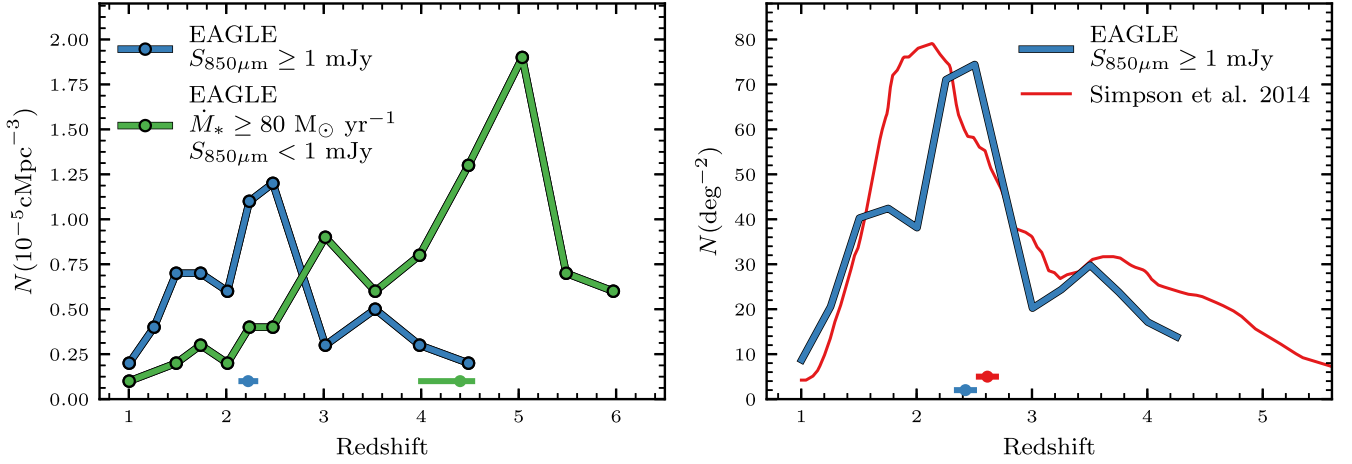 N(10⁻⁵cMpc⁻³)
2.00
1.75
1.50
1.25
1.00
0.75
0.50
0.25
0.00
EAGLE
S₈₅₀μm ≥ 1 mJy
EAGLE
Ṁ* ≥ 80 M⊙ yr⁻¹
S₈₅₀μm < 1 mJy
1 2 3 4 5 6
Redshift
N(deg⁻²)
80
70
60
50
40
30
20
10
0
EAGLE
S₈₅₀μm ≥ 1 mJy
Simpson et al. 2014
1 2 3 4 5
Redshift